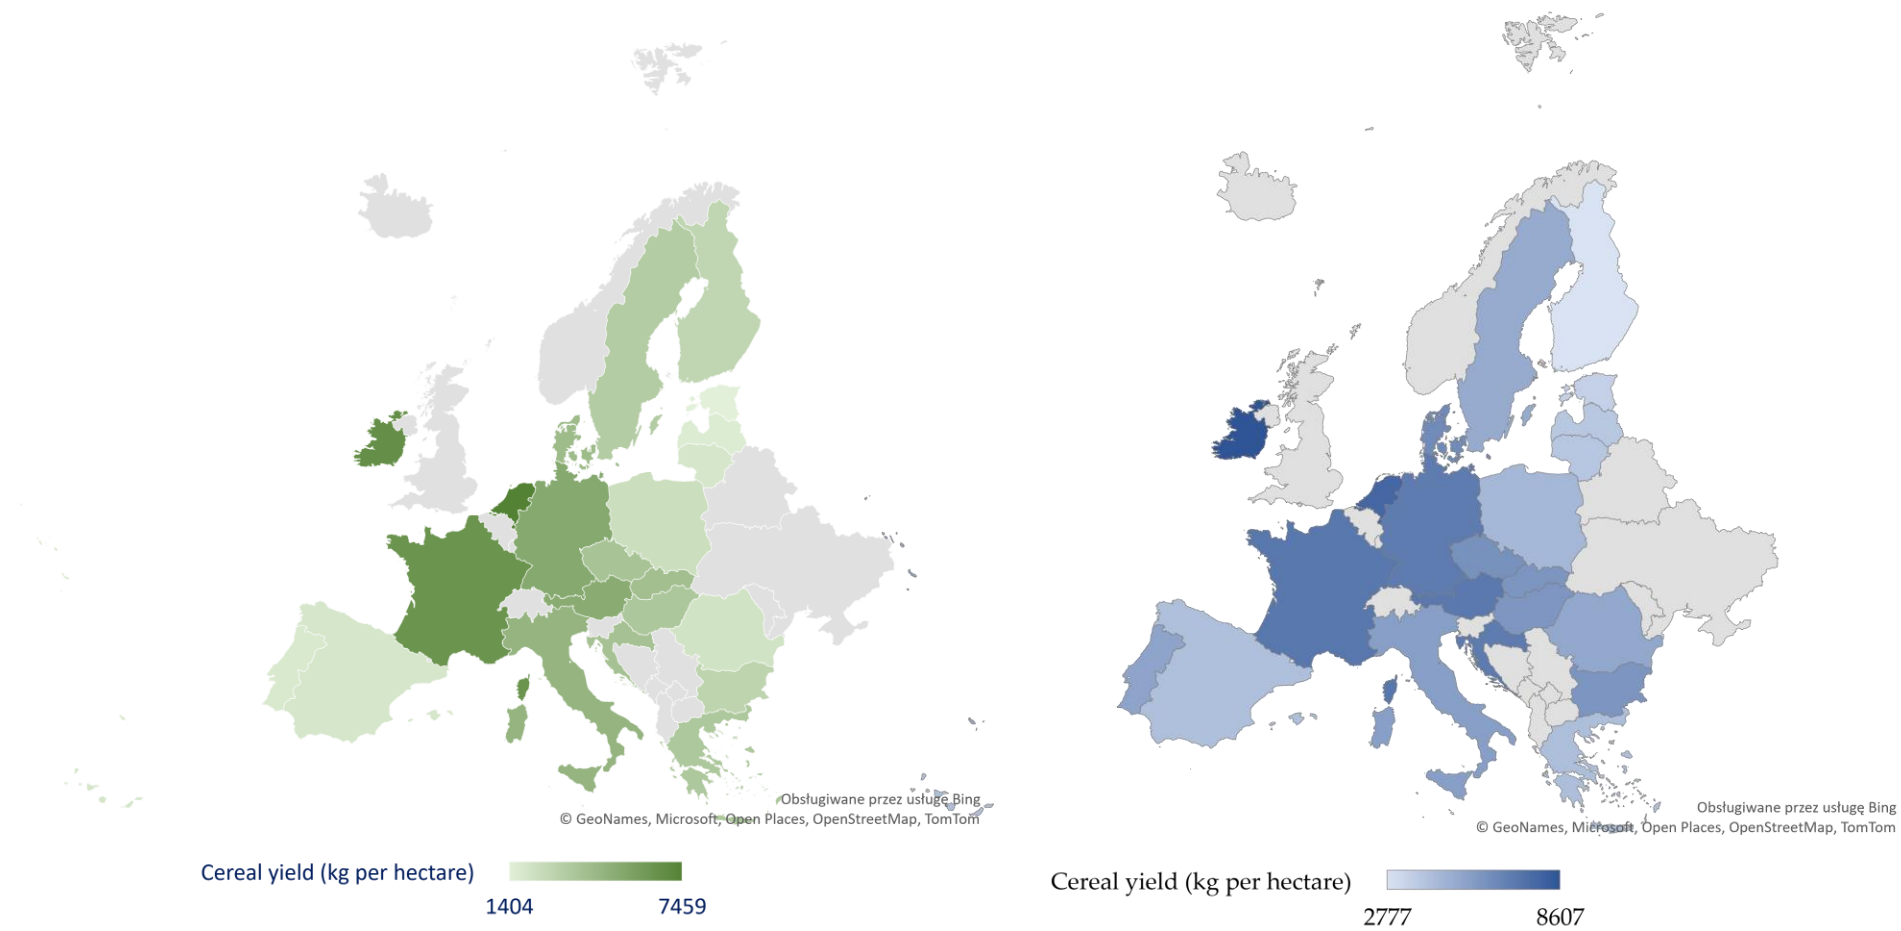 Obsługiwane przez usługę Bing
© GeoNames, Microsoft, Open Places, OpenStreetMap, TomTom
Cereal yield (kg per hectare)
1404 7459
Obsługiwane przez usługę Bing
© GeoNames, Microsoft, Open Places, OpenStreetMap, TomTom
Cereal yield (kg per hectare)
2777 8607